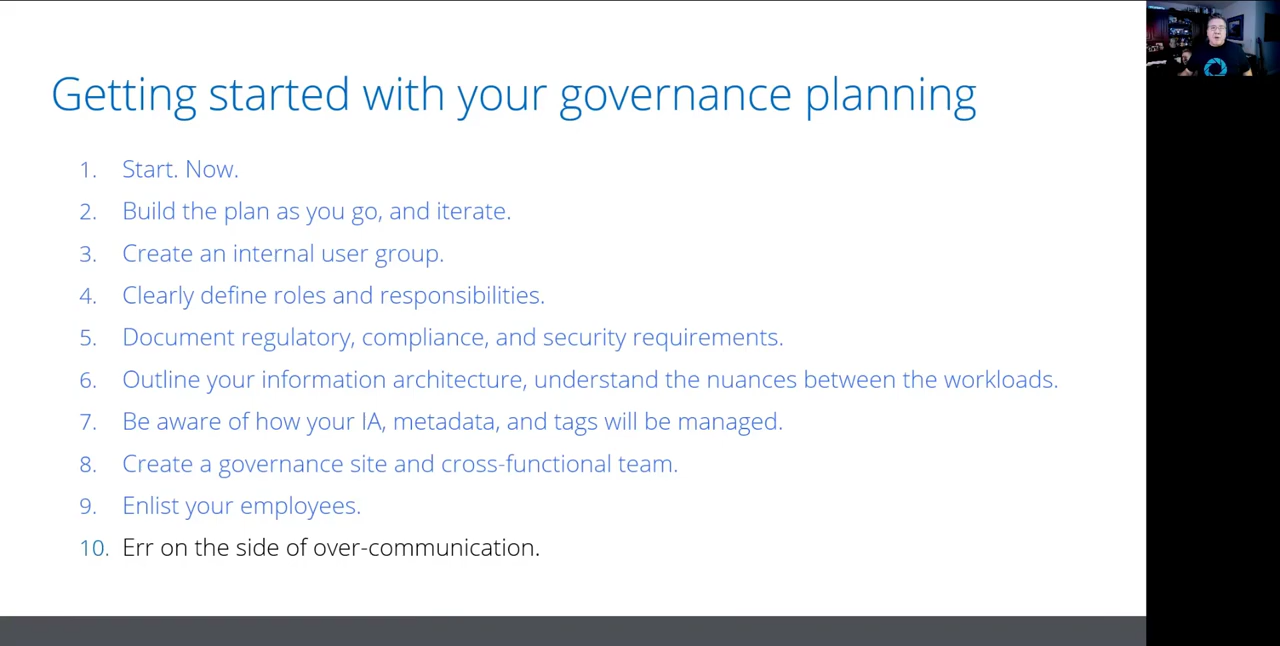 Getting started with your governance planning
1. Start. Now.
2. Build the plan as you go, and iterate.
3. Create an internal user group.
4. Clearly define roles and responsibilities.
5. Document regulatory, compliance, and security requirements.
6. Outline your information architecture, understand the nuances between the workloads.
7. Be aware of how your IA, metadata, and tags will be managed.
8. Create a governance site and cross-functional team.
9. Enlist your employees.
10. Err on the side of over-communication.